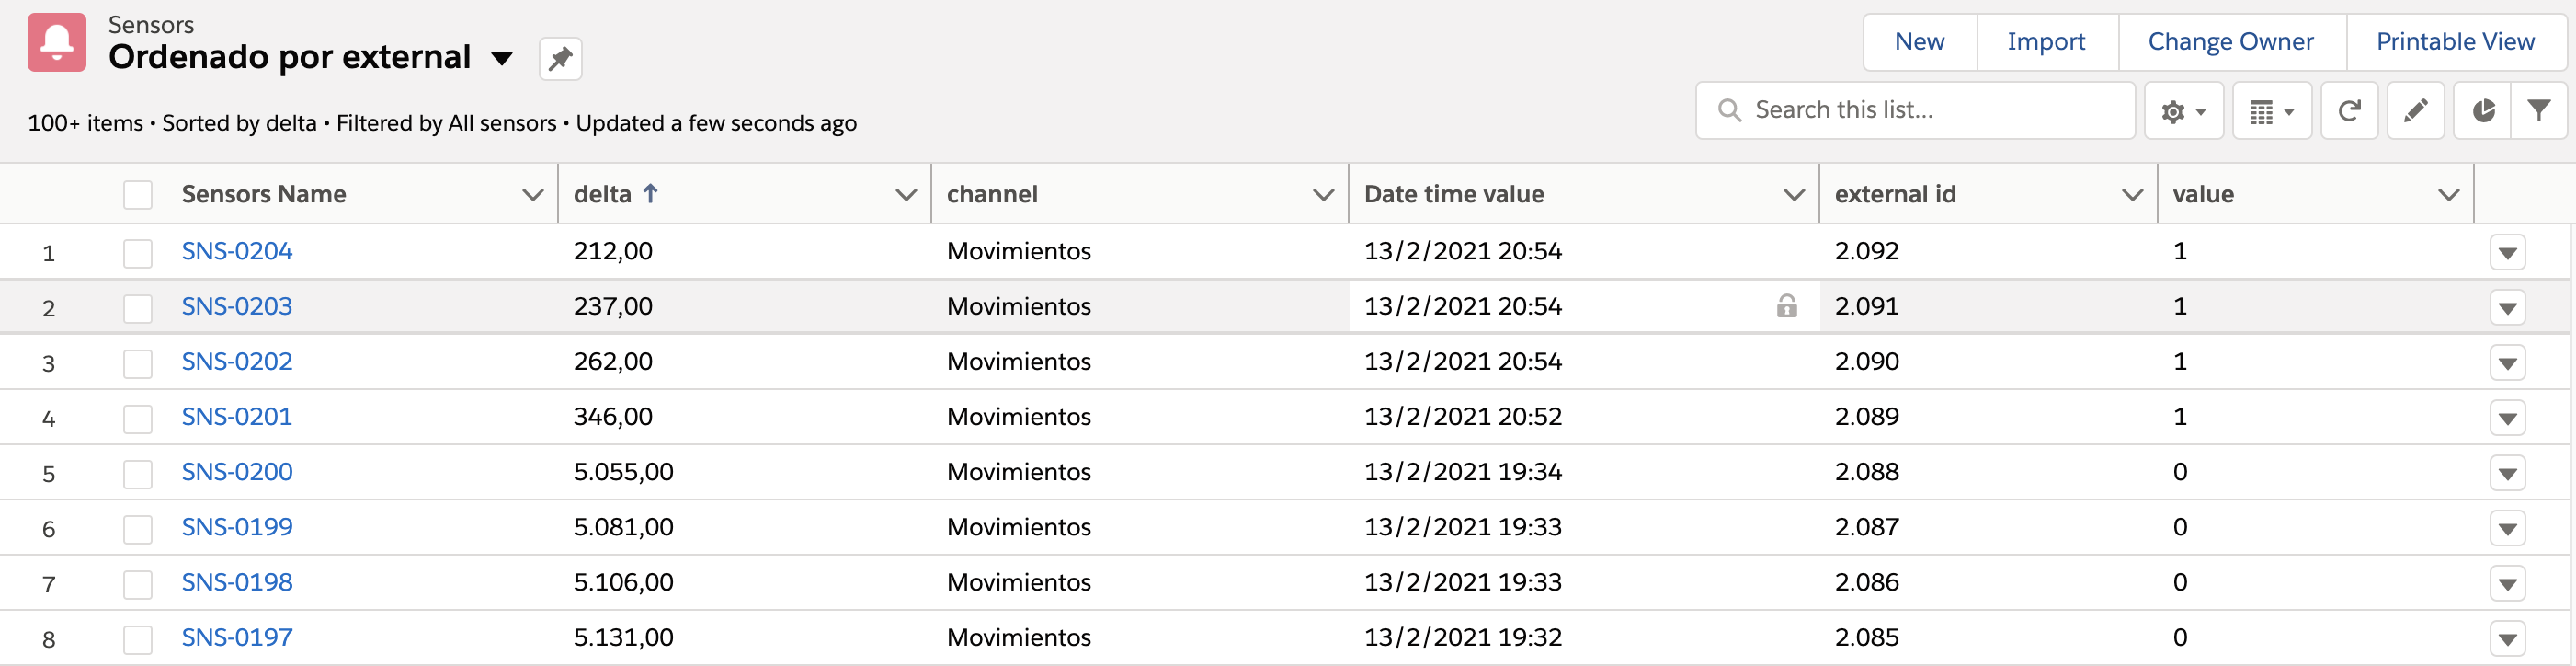 Sensors
Ordenado por external
New Import Change Owner Printable View
100+ items • Sorted by delta • Filtered by All sensors • Updated a few seconds ago
Search this list...
Sensors Name delta ↑ channel Date time value external id value
1 SNS-0204 212,00 Movimientos 13/2/2021 20:54 2.092 1
2 SNS-0203 237,00 Movimientos 13/2/2021 20:54 2.091 1
3 SNS-0202 262,00 Movimientos 13/2/2021 20:54 2.090 1
4 SNS-0201 346,00 Movimientos 13/2/2021 20:52 2.089 1
5 SNS-0200 5.055,00 Movimientos 13/2/2021 19:34 2.088 0
6 SNS-0199 5.081,00 Movimientos 13/2/2021 19:33 2.087 0
7 SNS-0198 5.106,00 Movimientos 13/2/2021 19:33 2.086 0
8 SNS-0197 5.131,00 Movimientos 13/2/2021 19:32 2.085 0